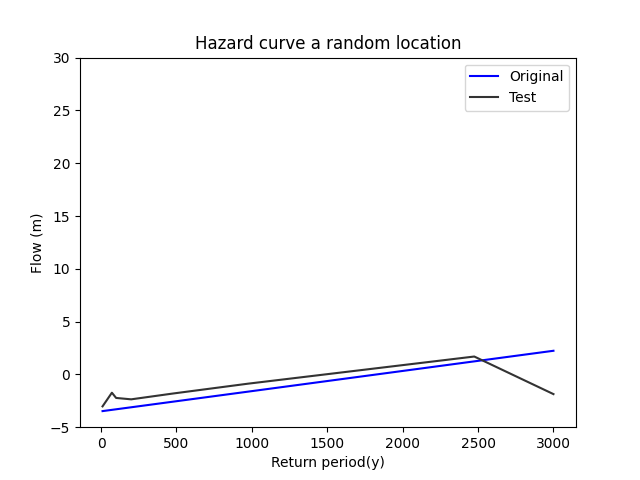 Hazard curve a random location
Original
Test
Flow (m)
30
25
20
15
10
5
0
−5
0 500 1000 1500 2000 2500 3000
Return period(y)